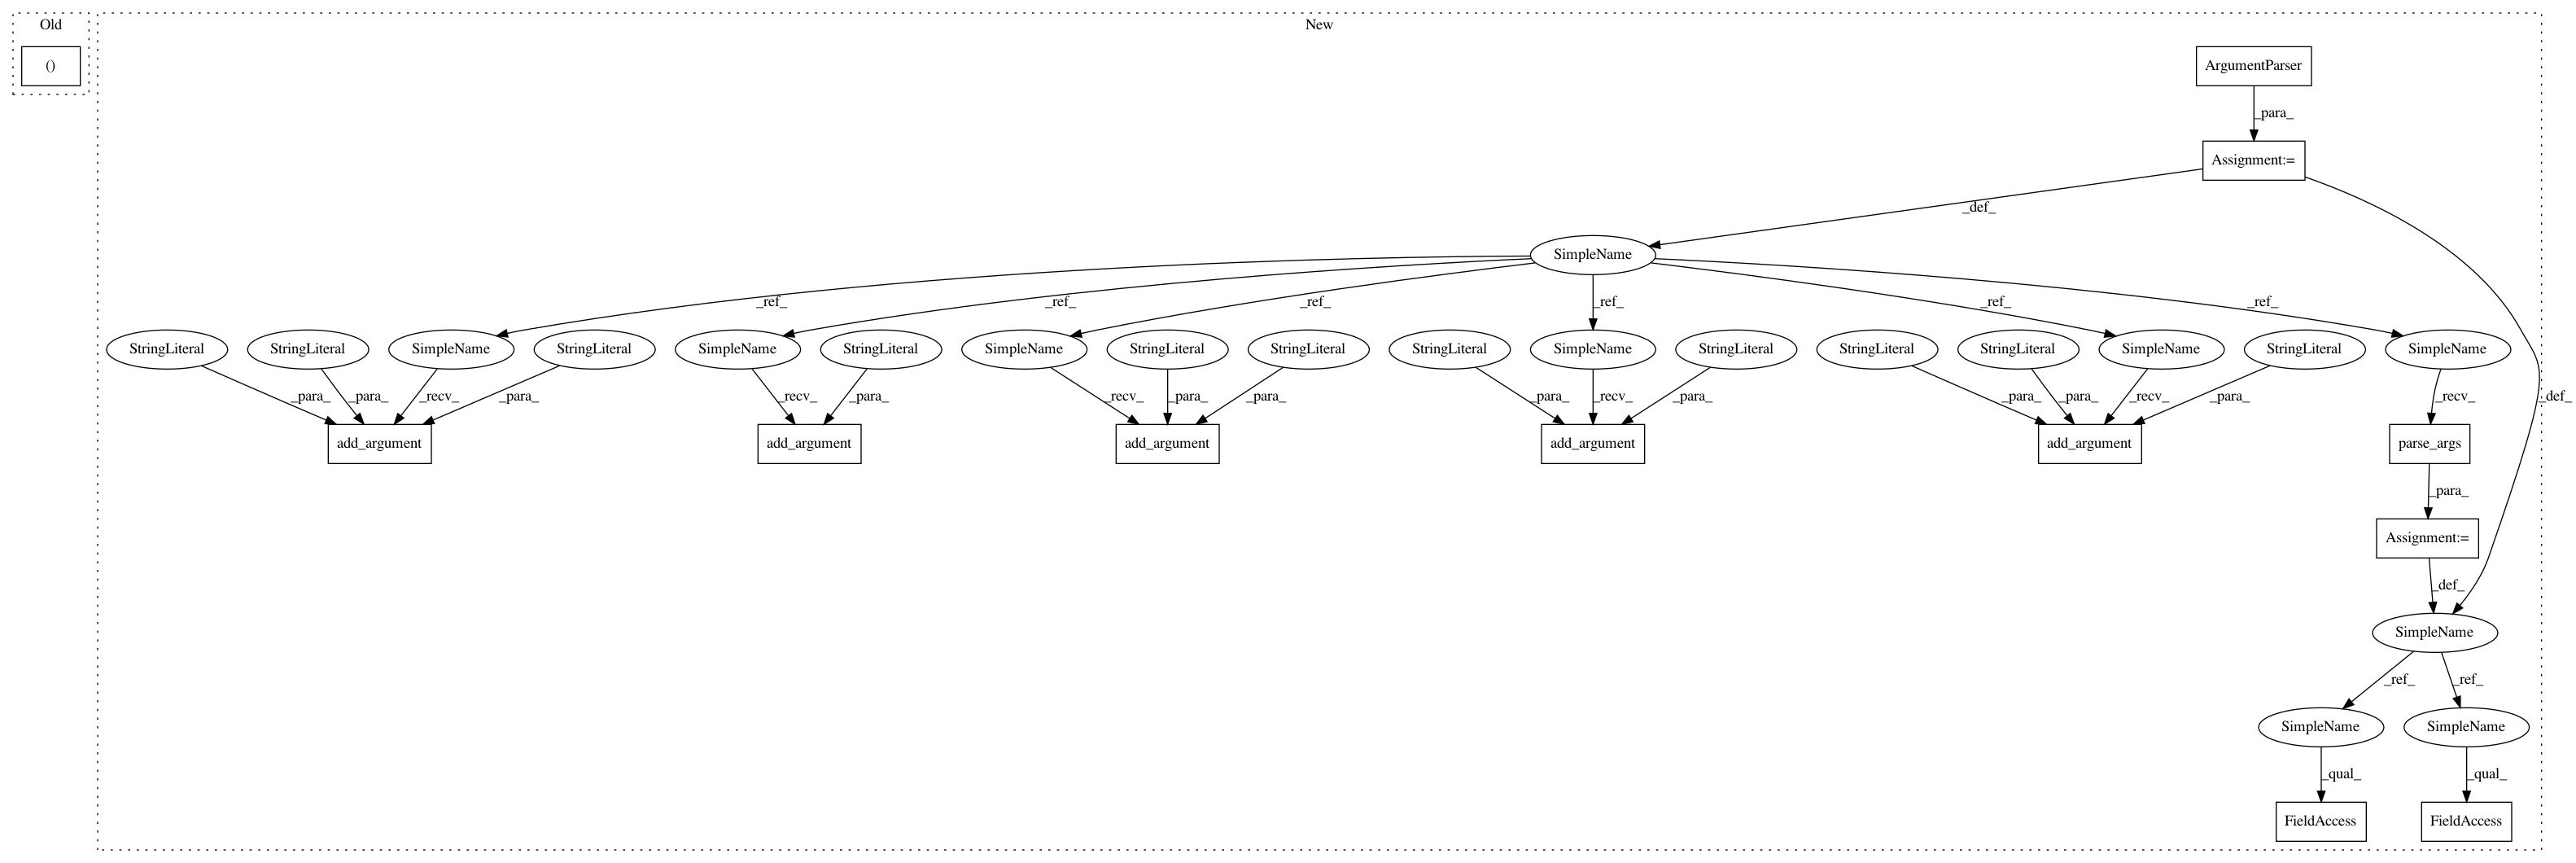 Old
New
()
ArgumentParser
_para_
Assignment:=
_def_
SimpleName
_ref_
_ref_
_ref_
_ref_
_ref_
_ref_
StringLiteral
StringLiteral
SimpleName
StringLiteral
SimpleName
StringLiteral
SimpleName
StringLiteral
StringLiteral
StringLiteral
SimpleName
StringLiteral
StringLiteral
StringLiteral
SimpleName
StringLiteral
SimpleName
_para_
_para_
_recv_
_para_
_recv_
_para_
_recv_
_para_
_para_
_para_
_recv_
_para_
_para_
_para_
_recv_
_para_
_recv_
_def_
add_argument
add_argument
add_argument
add_argument
add_argument
parse_args
_para_
Assignment:=
_def_
SimpleName
_ref_
_ref_
SimpleName
SimpleName
_qual_
_qual_
FieldAccess
FieldAccess